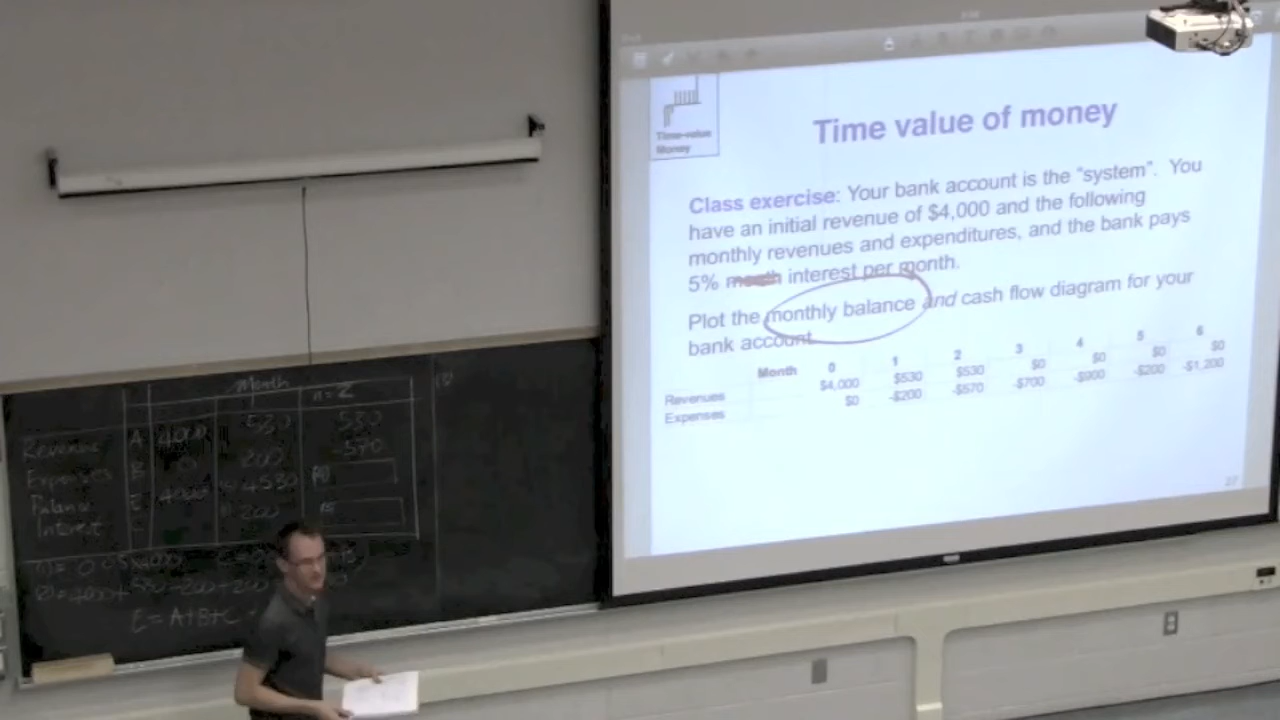 Time-value
Money
Time value of money
Class exercise: Your bank account is the "system". You
have an initial revenue of $4,000 and the following
monthly revenues and expenditures, and the bank pays
5% month interest per month.
Plot the monthly balance and cash flow diagram for your
bank account.
Month 0 1 2 3 4 5 6
Revenues $4,000 $530 $530 $0 $0 $0 $0
Expenses $0 -$200 -$570 -$700 -$900 -$200 -$1,200
Month
n=2
Revenue A 4000 530 530
Expenses B 0 200 -570
Balance E 4000 4530
Interest 200
E=A+B+C